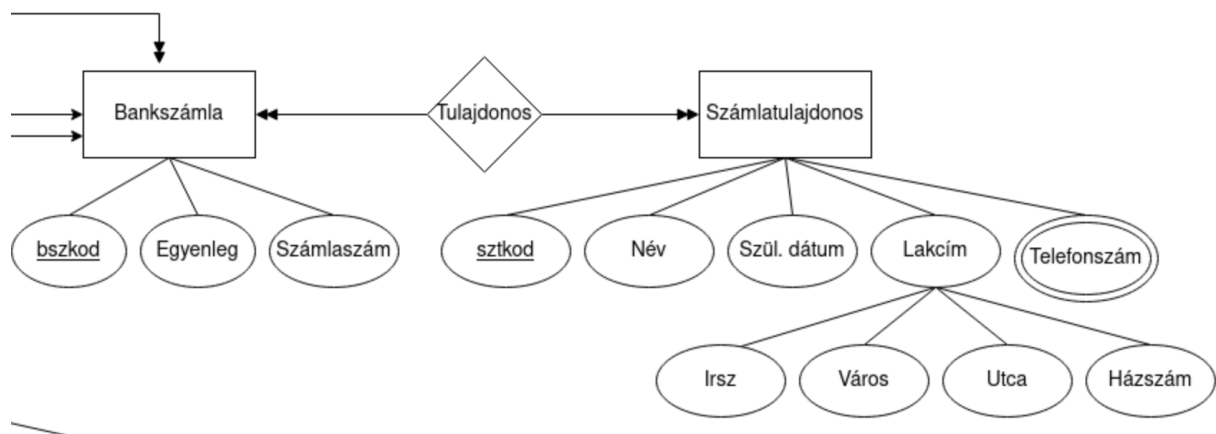 Bankszámla
Tulajdonos
Számlatulajdonos
bszkod
Egyenleg
Számlaszám
sztkod
Név
Szül. dátum
Lakcím
Telefonszám
Irsz
Város
Utca
Házszám